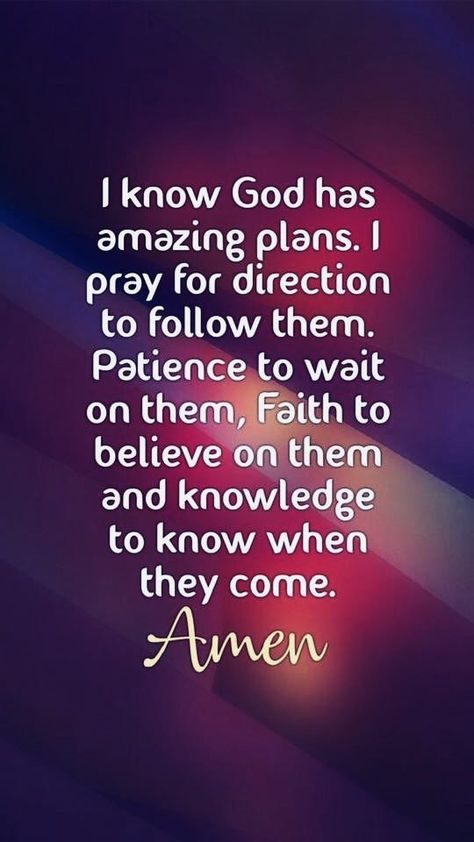 I know God has
amazing plans. I
pray for direction
to follow them.
Patience to wait
on them, Faith to
believe on them
and knowledge
to know when
they come.
Amen